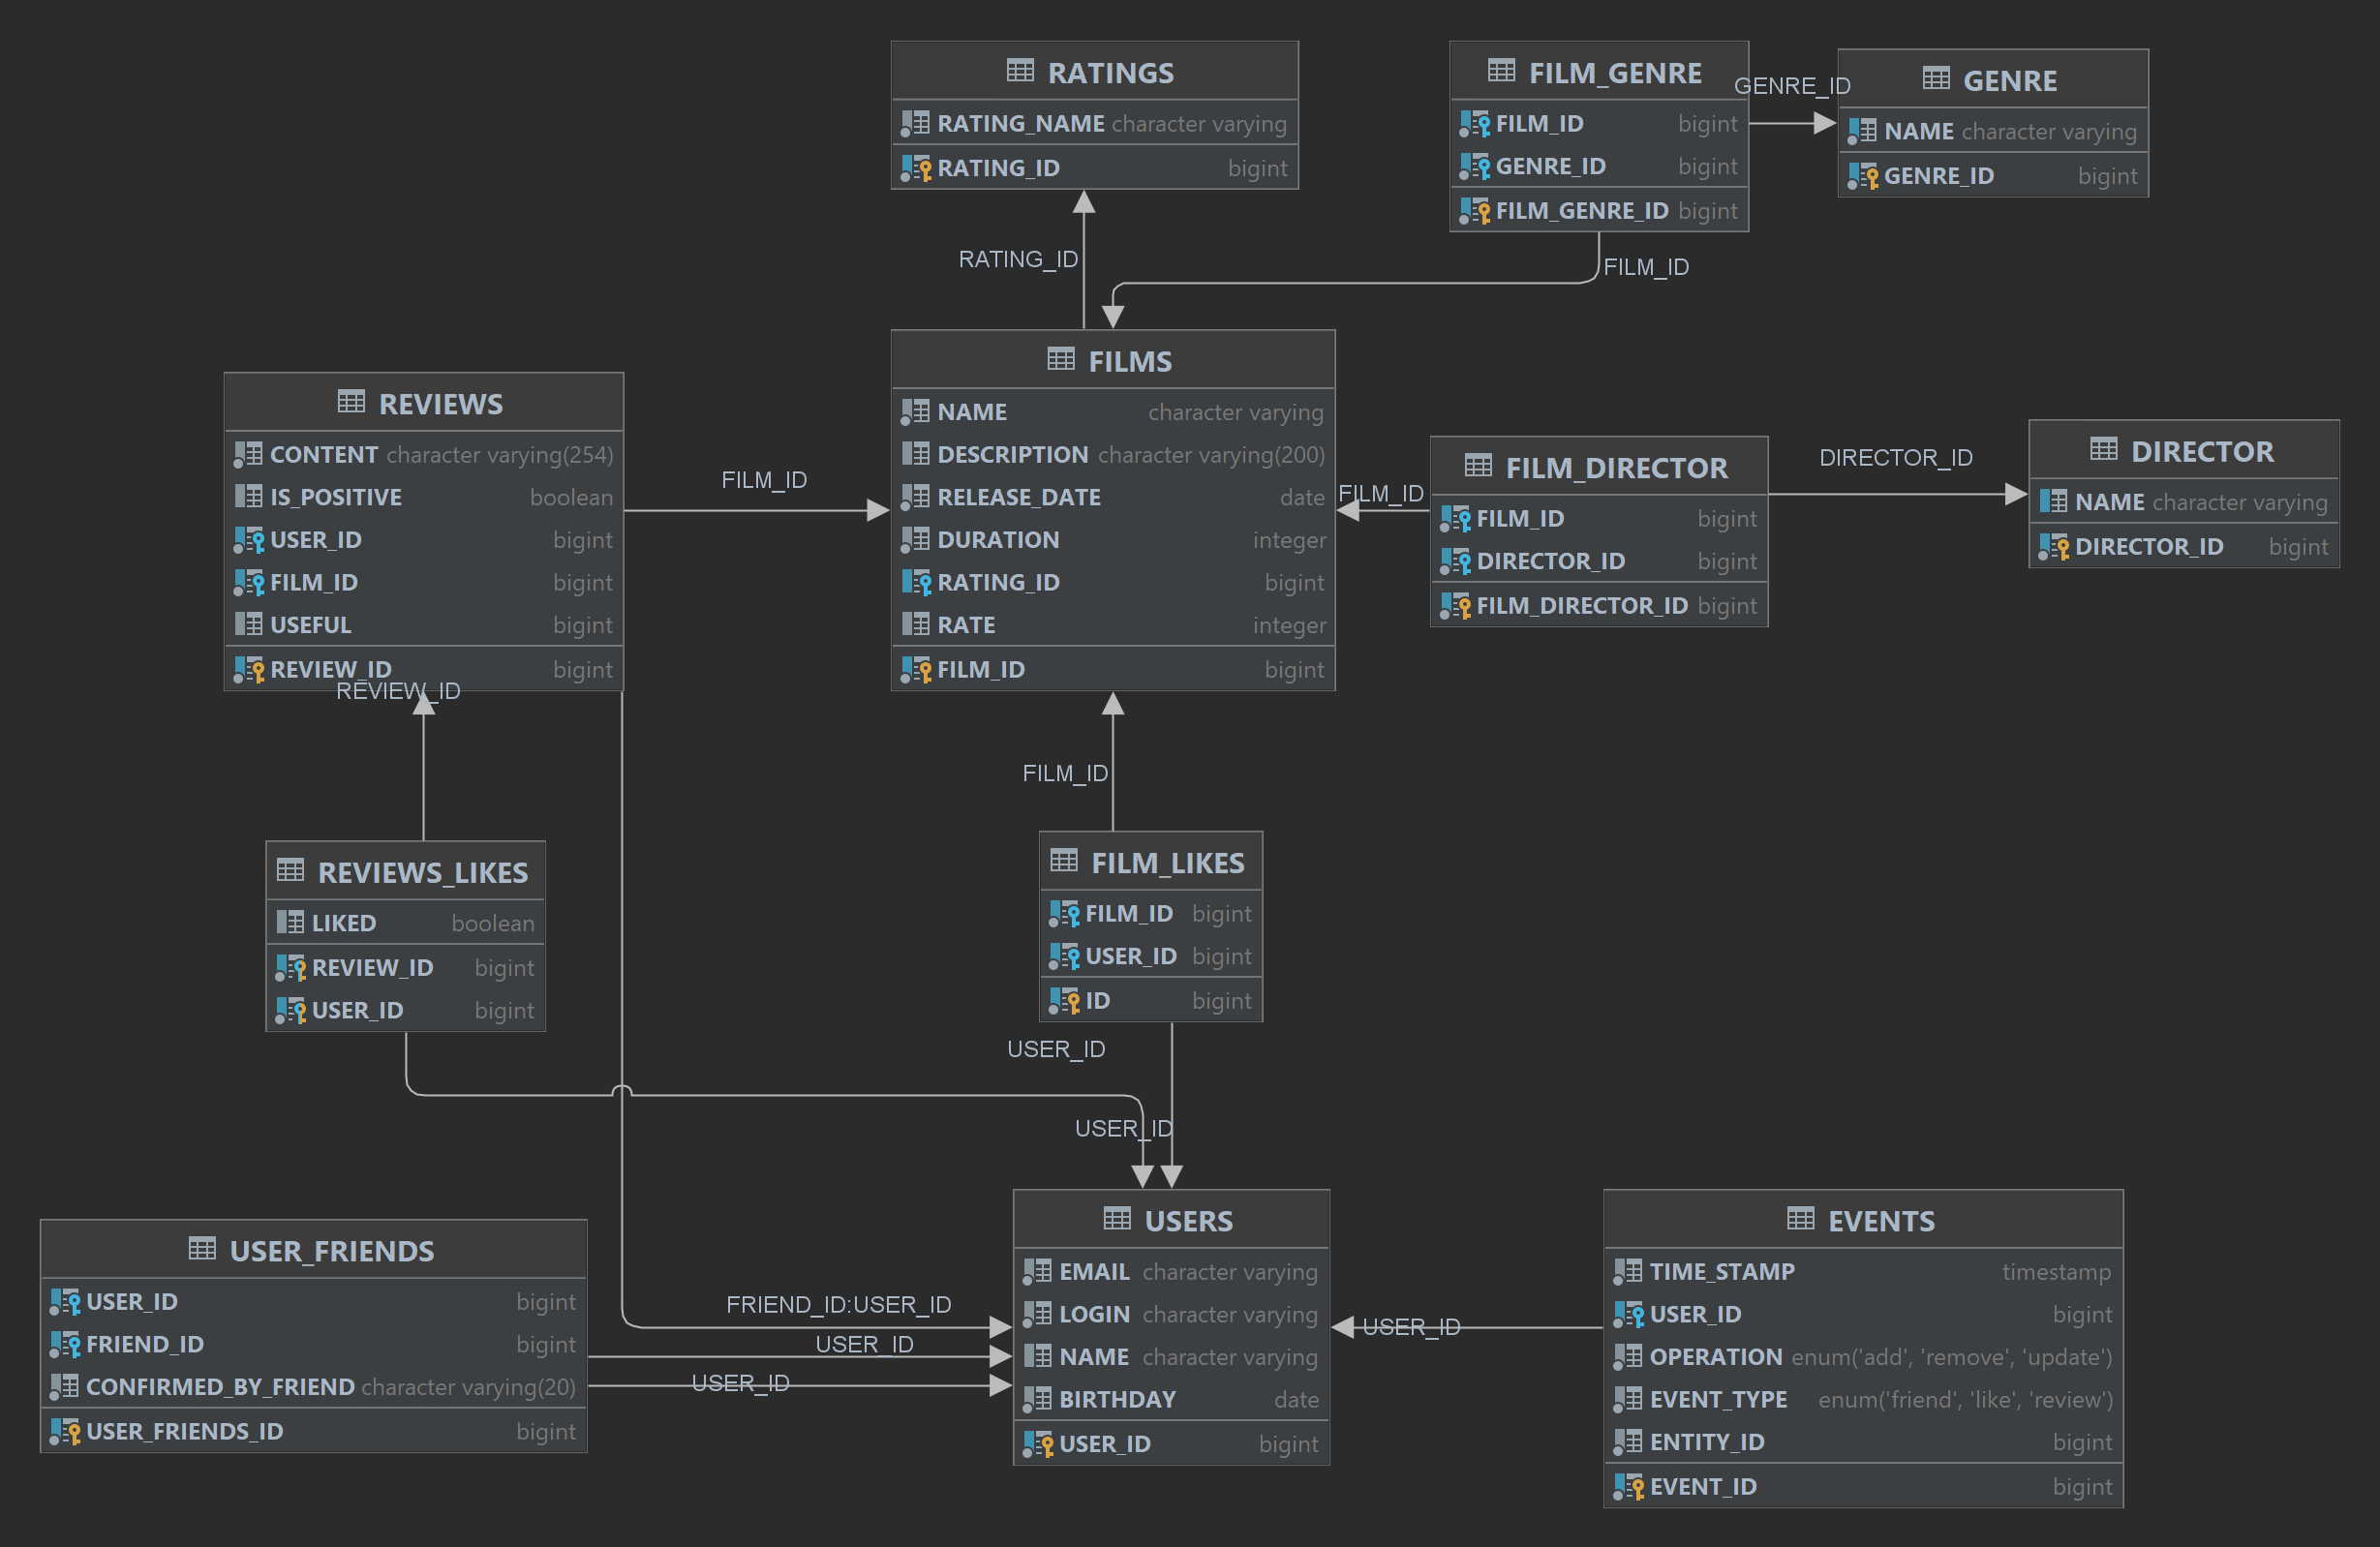 RATINGS
RATING_NAME character varying
RATING_ID bigint
FILM_GENRE
FILM_ID bigint
GENRE_ID bigint
FILM_GENRE_ID bigint
GENRE_ID
GENRE
NAME character varying
GENRE_ID bigint
RATING_ID
FILM_ID
FILMS
NAME character varying
DESCRIPTION character varying(200)
RELEASE_DATE date
DURATION integer
RATING_ID bigint
RATE integer
FILM_ID bigint
REVIEWS
CONTENT character varying(254)
IS_POSITIVE boolean
USER_ID bigint
FILM_ID bigint
USEFUL bigint
REVIEW_ID bigint
REVIEW_ID
FILM_ID
FILM_ID
FILM_DIRECTOR
FILM_ID bigint
DIRECTOR_ID bigint
FILM_DIRECTOR_ID bigint
DIRECTOR_ID
DIRECTOR
NAME character varying
DIRECTOR_ID bigint
FILM_ID
REVIEWS_LIKES
LIKED boolean
REVIEW_ID bigint
USER_ID bigint
FILM_LIKES
FILM_ID bigint
USER_ID bigint
ID bigint
USER_ID
USER_ID
USER_FRIENDS
USER_ID bigint
FRIEND_ID bigint
CONFIRMED_BY_FRIEND character varying(20)
USER_FRIENDS_ID bigint
FRIEND_ID:USER_ID
USER_ID
USER_ID
USERS
EMAIL character varying
LOGIN character varying
NAME character varying
BIRTHDAY date
USER_ID bigint
USER_ID
EVENTS
TIME_STAMP timestamp
USER_ID bigint
OPERATION enum('add', 'remove', 'update')
EVENT_TYPE enum('friend', 'like', 'review')
ENTITY_ID bigint
EVENT_ID bigint